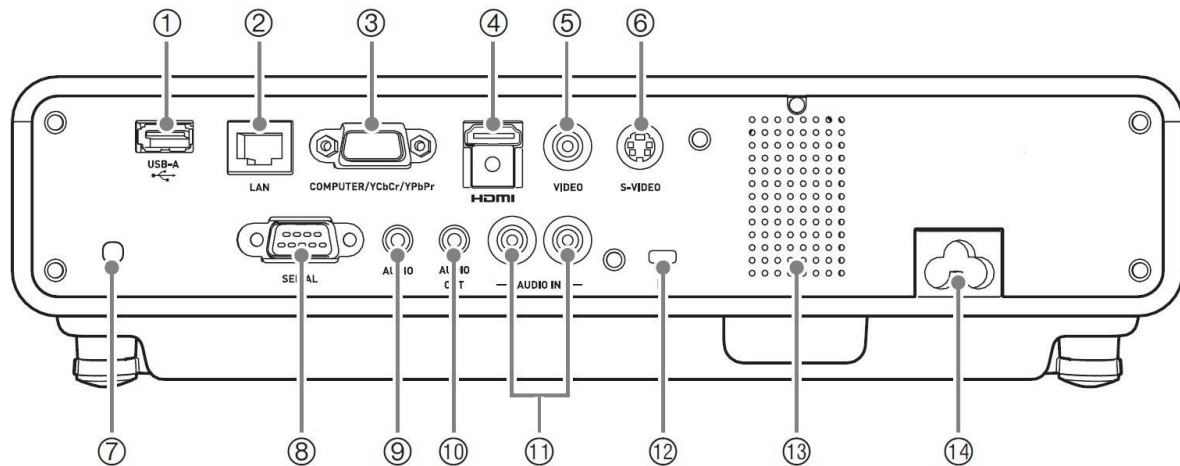 ① ② ③ ④ ⑤ ⑥
USB-A
LAN
COMPUTER/YCbCr/YPbPr
HDMI
VIDEO
S-VIDEO
SERIAL
AUDIO
AUDIO
OUT
AUDIO IN
⑦ ⑧ ⑨ ⑩ ⑪ ⑫ ⑬ ⑭